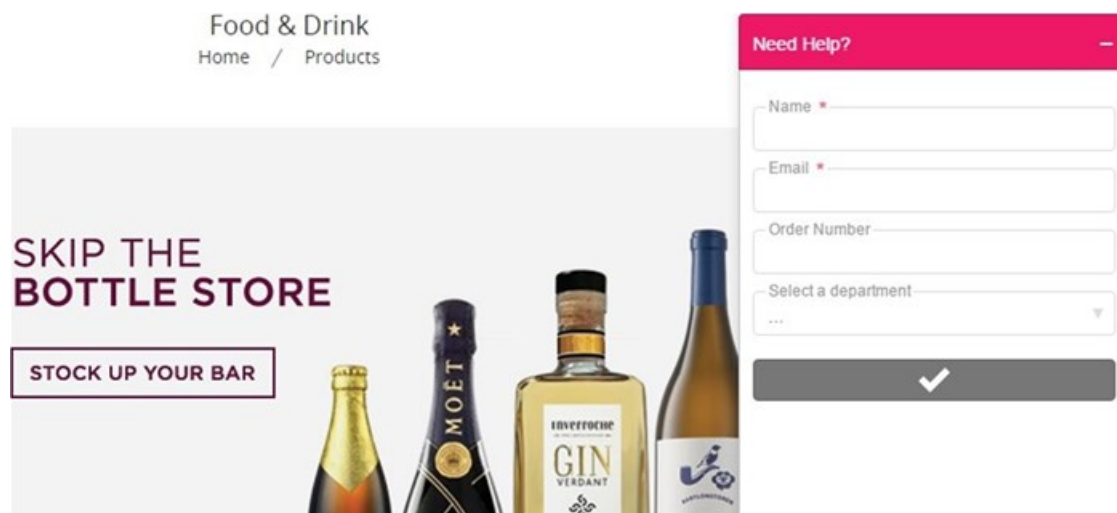 Food & Drink
Home / Products
SKIP THE
BOTTLE STORE
STOCK UP YOUR BAR
MOËT
INVERROCHE
GIN
VERDANT
BABYLONSTOREN
Need Help?
Name *
Email *
Order Number
Select a department
...